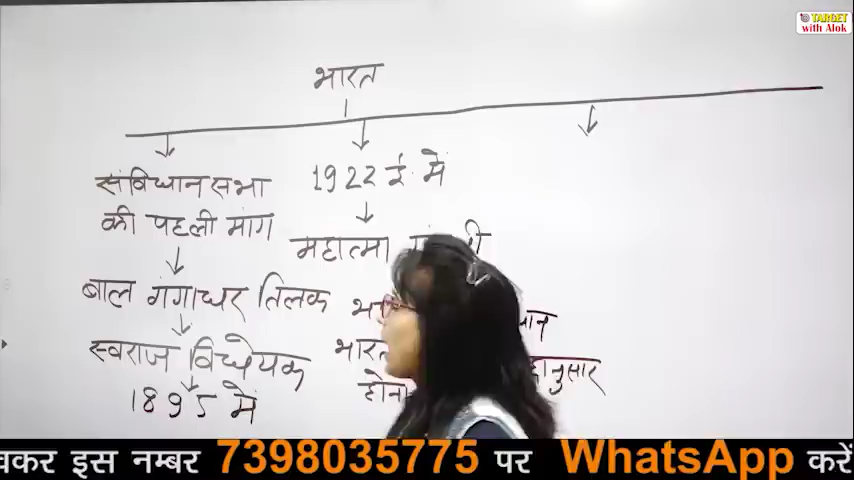 TARGET
with Alok
भारत
संविधान सभा
की पहली मांग
बाल गंगाधर तिलक
स्वराज विधेयक
1895 में
1922 ई में
महात्मा
भारत
होना
वकर इस नम्बर 7398035775 पर WhatsApp करें